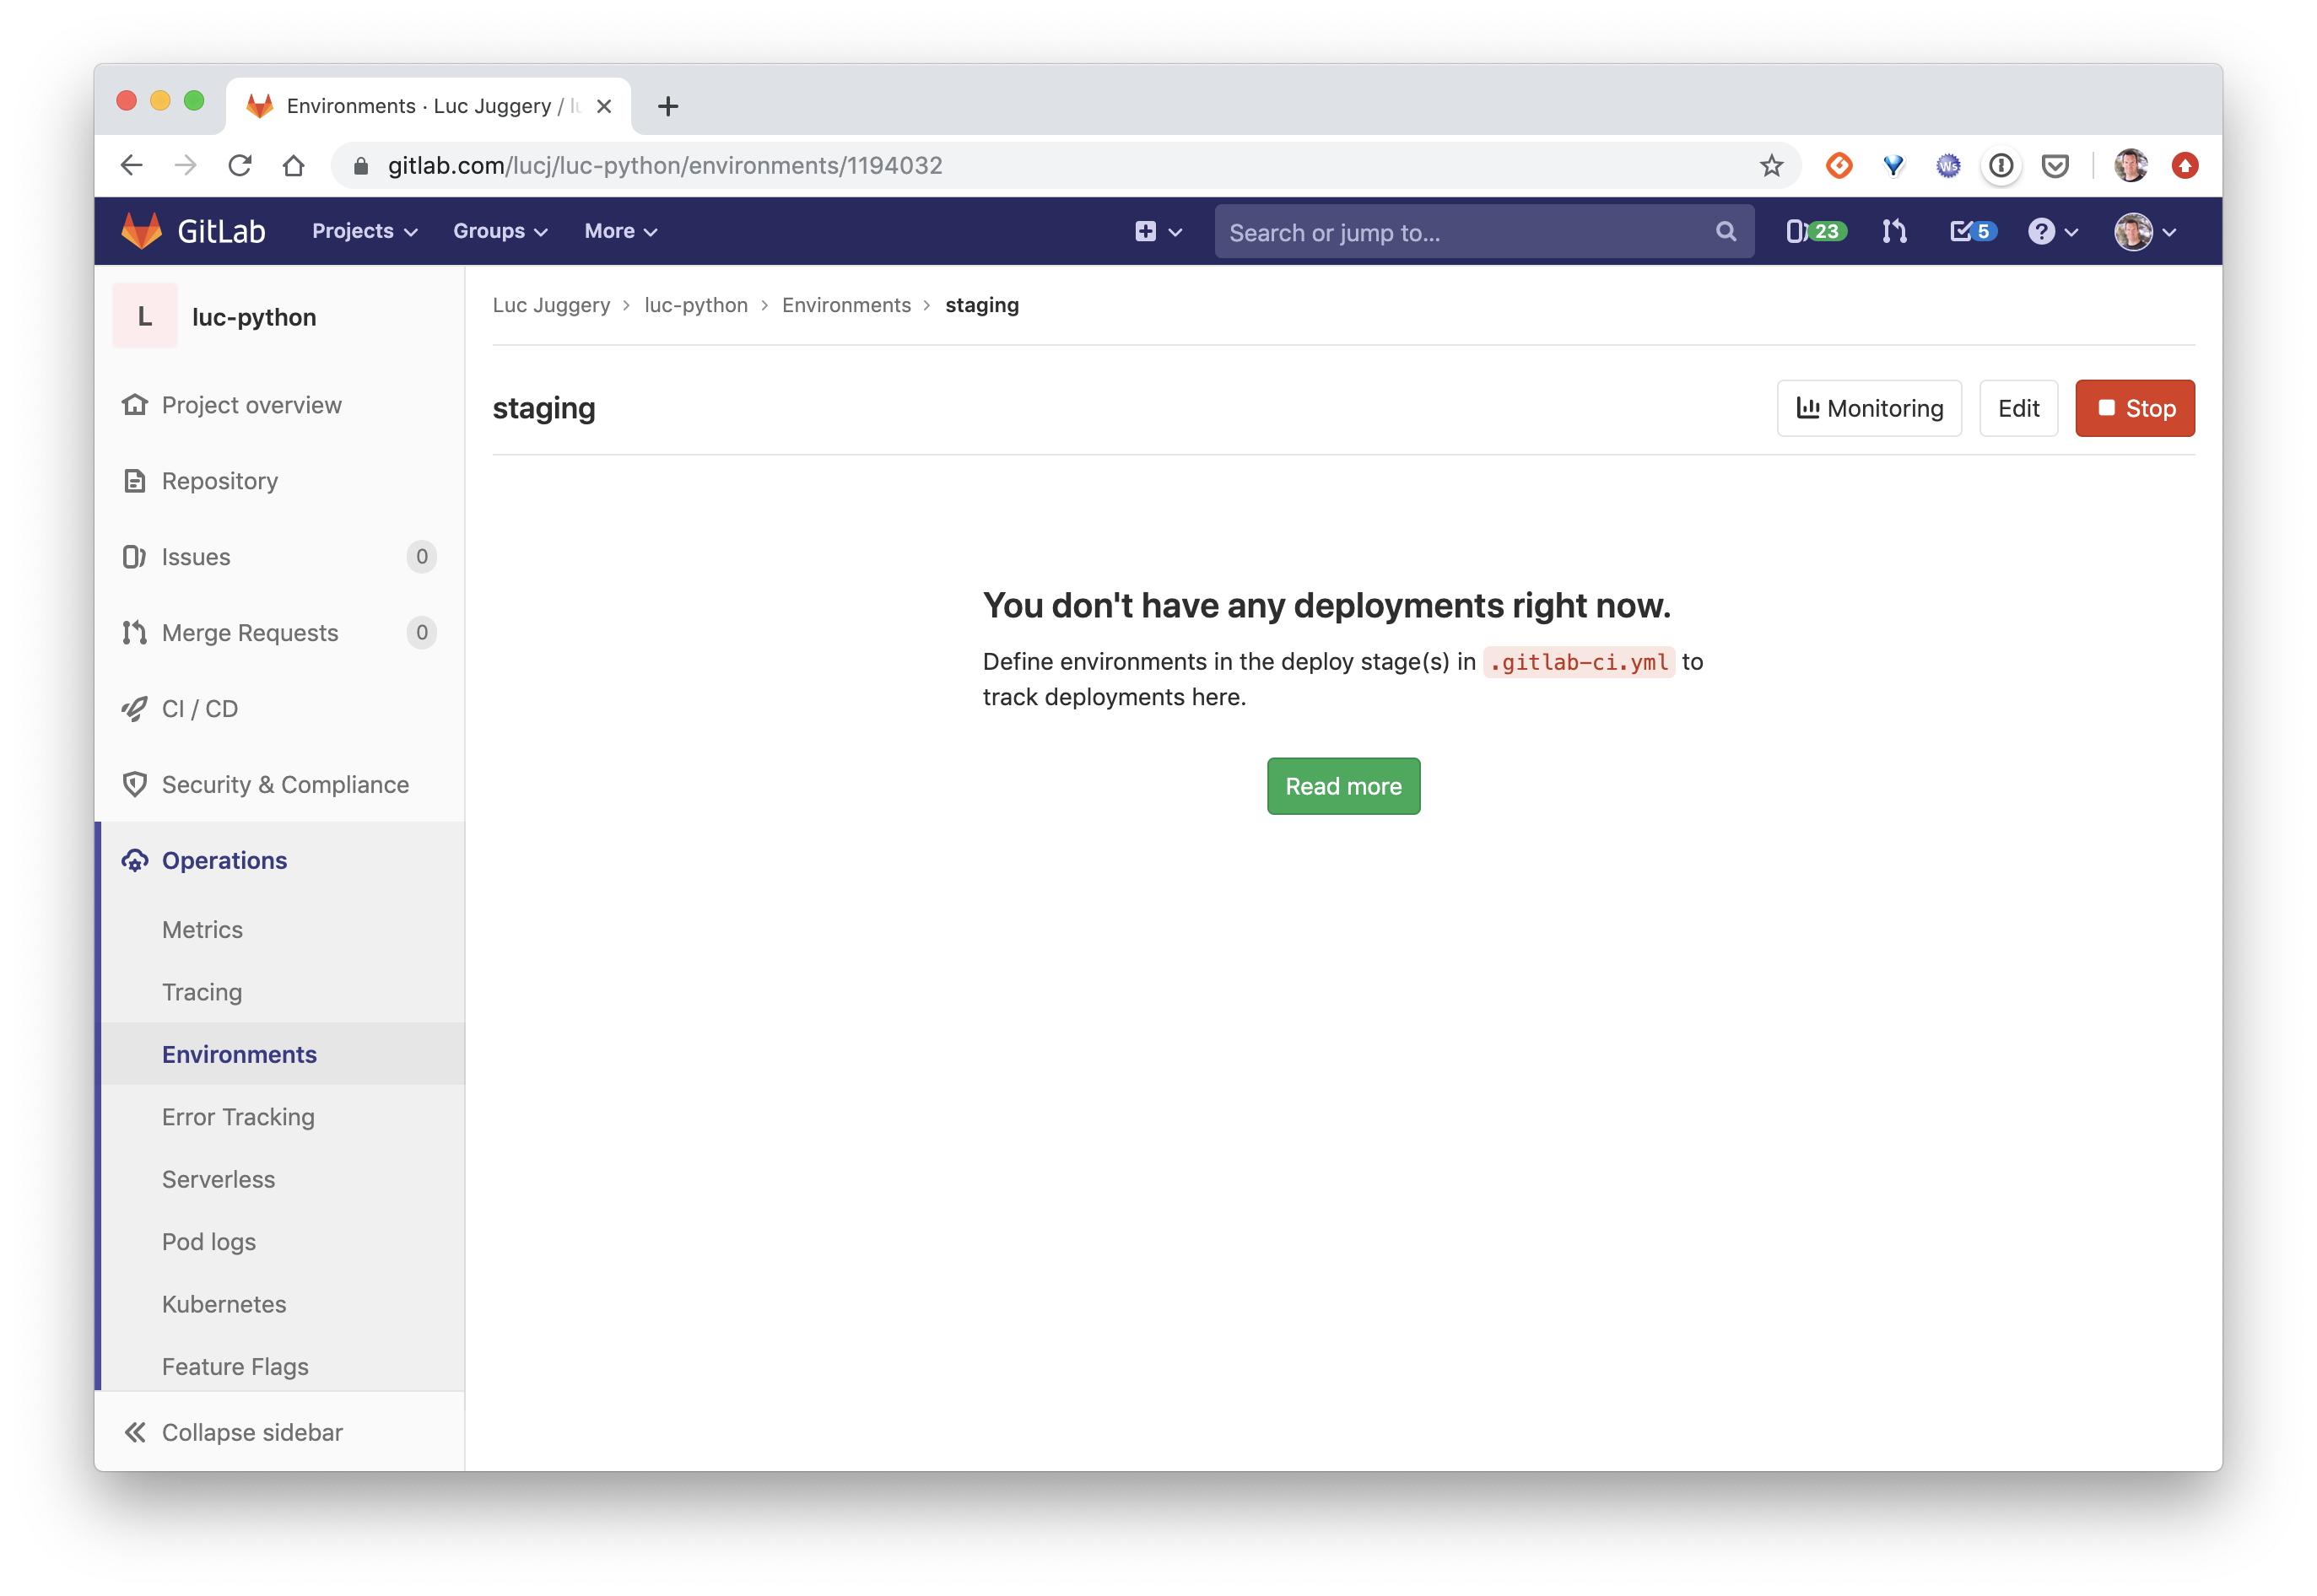 Environments · Luc Juggery / lu
gitlab.com/lucj/luc-python/environments/1194032
GitLab Projects Groups More Search or jump to... 23 5
L luc-python
Project overview
Repository
Issues 0
Merge Requests 0
CI / CD
Security & Compliance
Operations
Metrics
Tracing
Environments
Error Tracking
Serverless
Pod logs
Kubernetes
Feature Flags
Collapse sidebar
Luc Juggery > luc-python > Environments > staging
staging Monitoring Edit Stop
You don't have any deployments right now.
Define environments in the deploy stage(s) in .gitlab-ci.yml to
track deployments here.
Read more